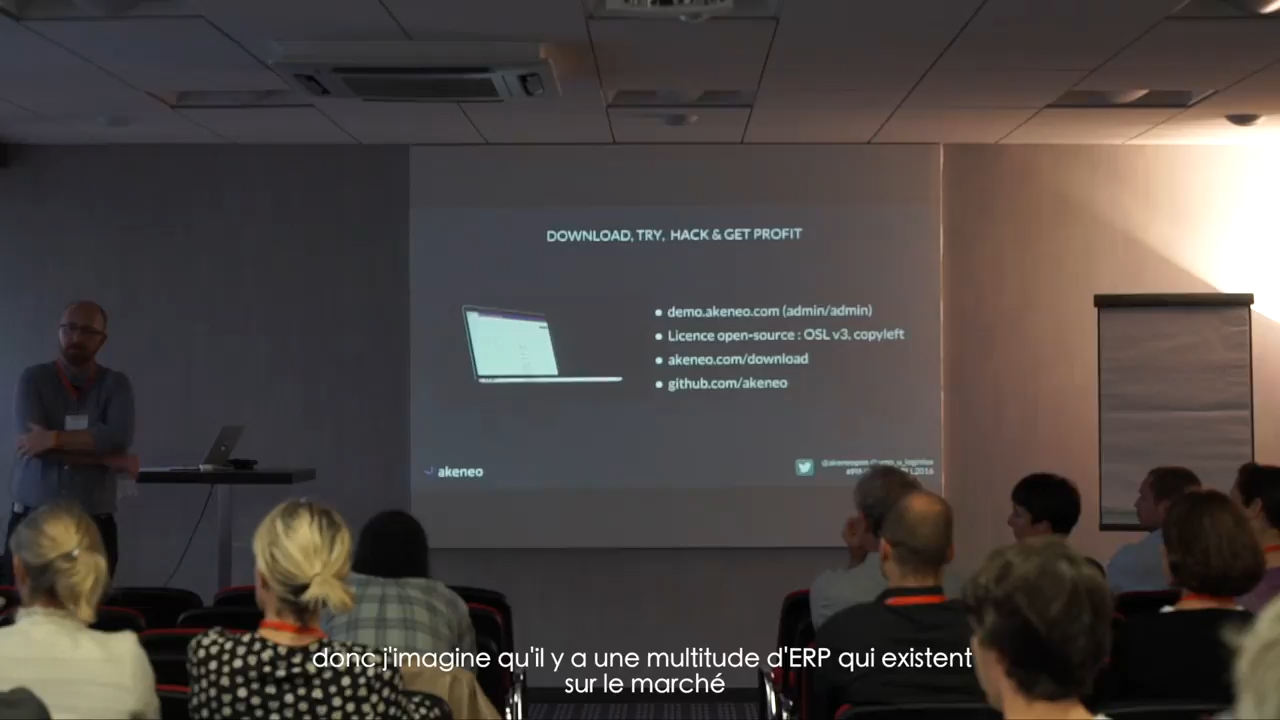 DOWNLOAD, TRY, HACK & GET PROFIT
demo.akeneo.com (admin/admin)
Licence open-source : OSL v3, copyleft
akeneo.com/download
github.com/akeneo
akeneo
donc j'imagine qu'il y a une multitude d'ERP qui existent
sur le marché